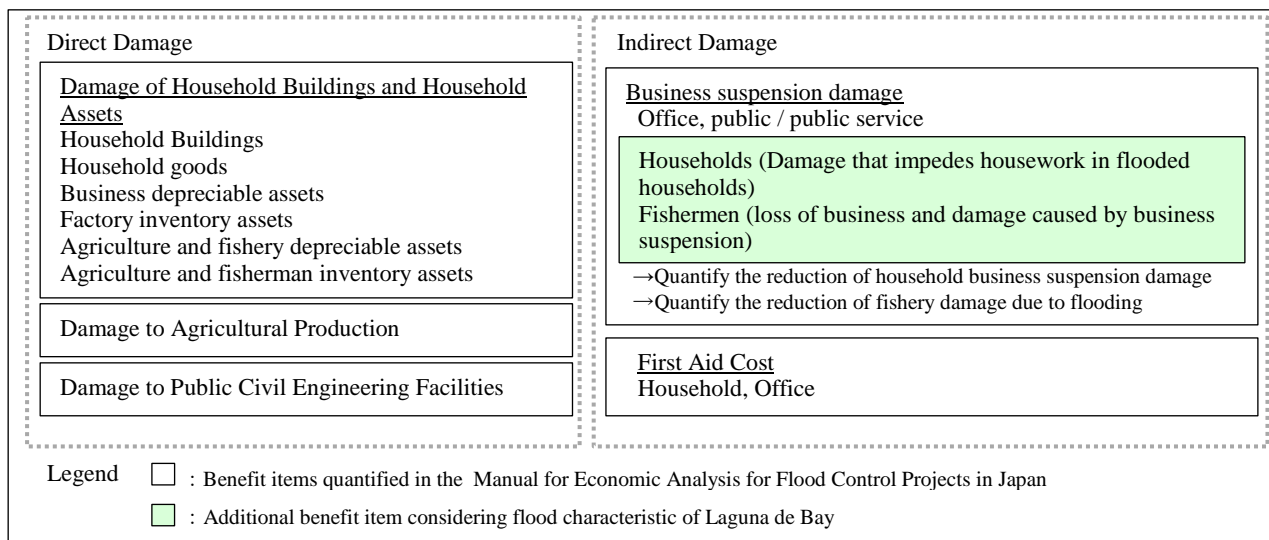 Direct Damage
Damage of Household Buildings and Household
Assets
Household Buildings
Household goods
Business depreciable assets
Factory inventory assets
Agriculture and fishery depreciable assets
Agriculture and fisherman inventory assets
Damage to Agricultural Production
Damage to Public Civil Engineering Facilities
Indirect Damage
Business suspension damage
Office, public / public service
Households (Damage that impedes housework in flooded
households)
Fishermen (loss of business and damage caused by business
suspension)
→Quantify the reduction of household business suspension damage
→Quantify the reduction of fishery damage due to flooding
First Aid Cost
Household, Office
Legend
: Benefit items quantified in the Manual for Economic Analysis for Flood Control Projects in Japan
: Additional benefit item considering flood characteristic of Laguna de Bay